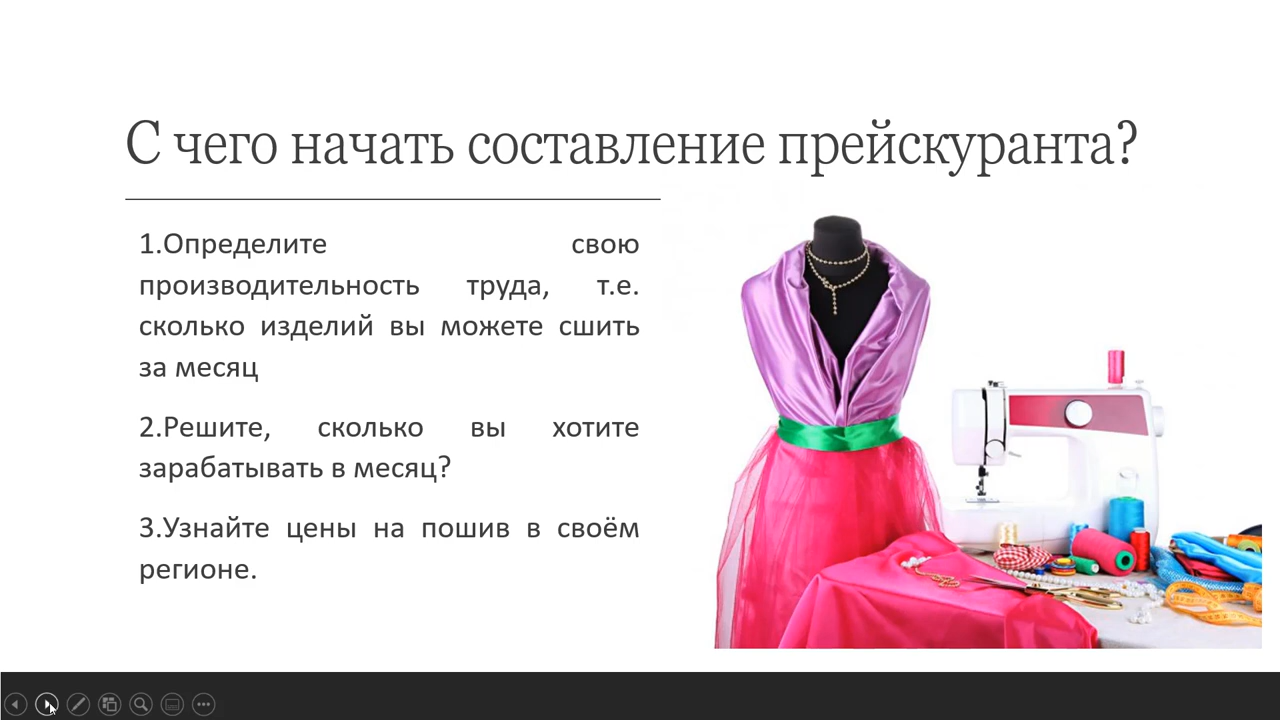 С чего начать составление прейскуранта?
1.Определите свою
производительность труда, т.е.
сколько изделий вы можете сшить
за месяц
2.Решите, сколько вы хотите
зарабатывать в месяц?
3.Узнайте цены на пошив в своём
регионе.